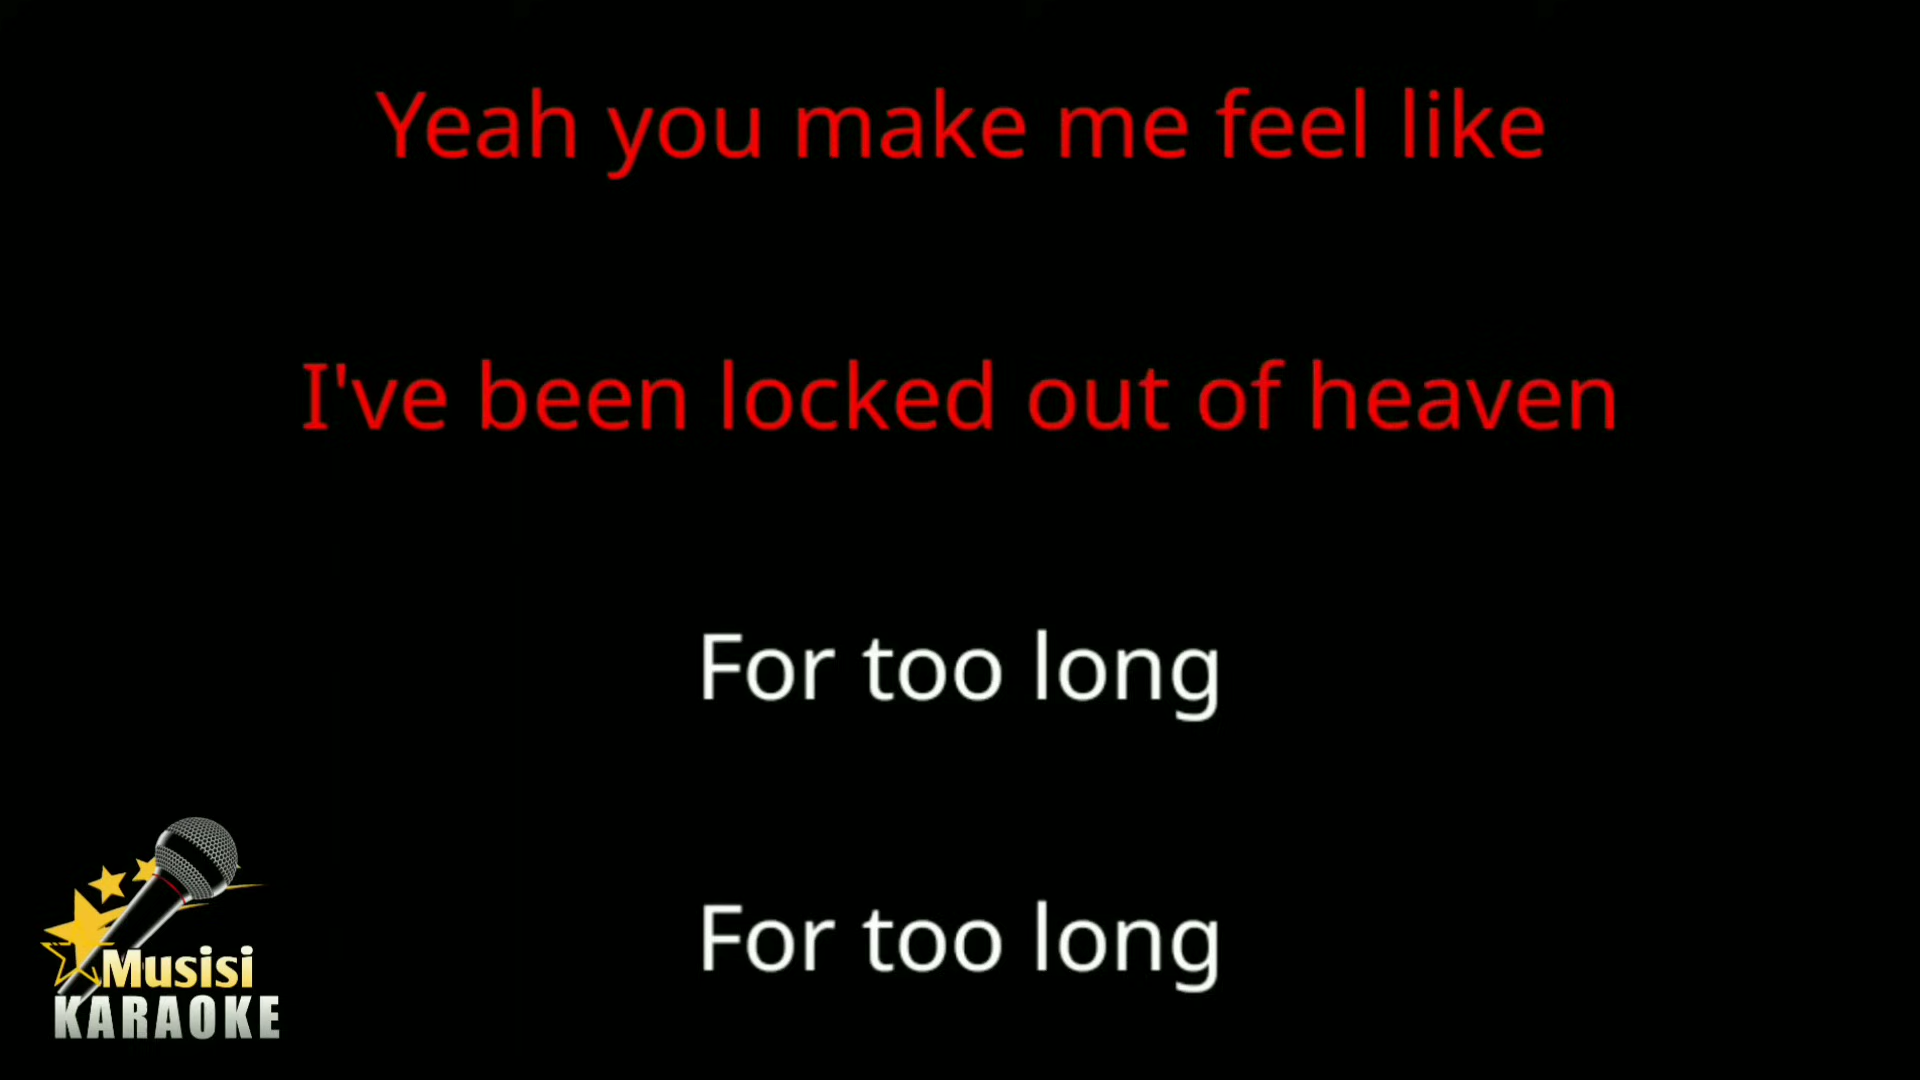 Yeah you make me feel like
I've been locked out of heaven
For too long
For too long
Musisi
KARAOKE